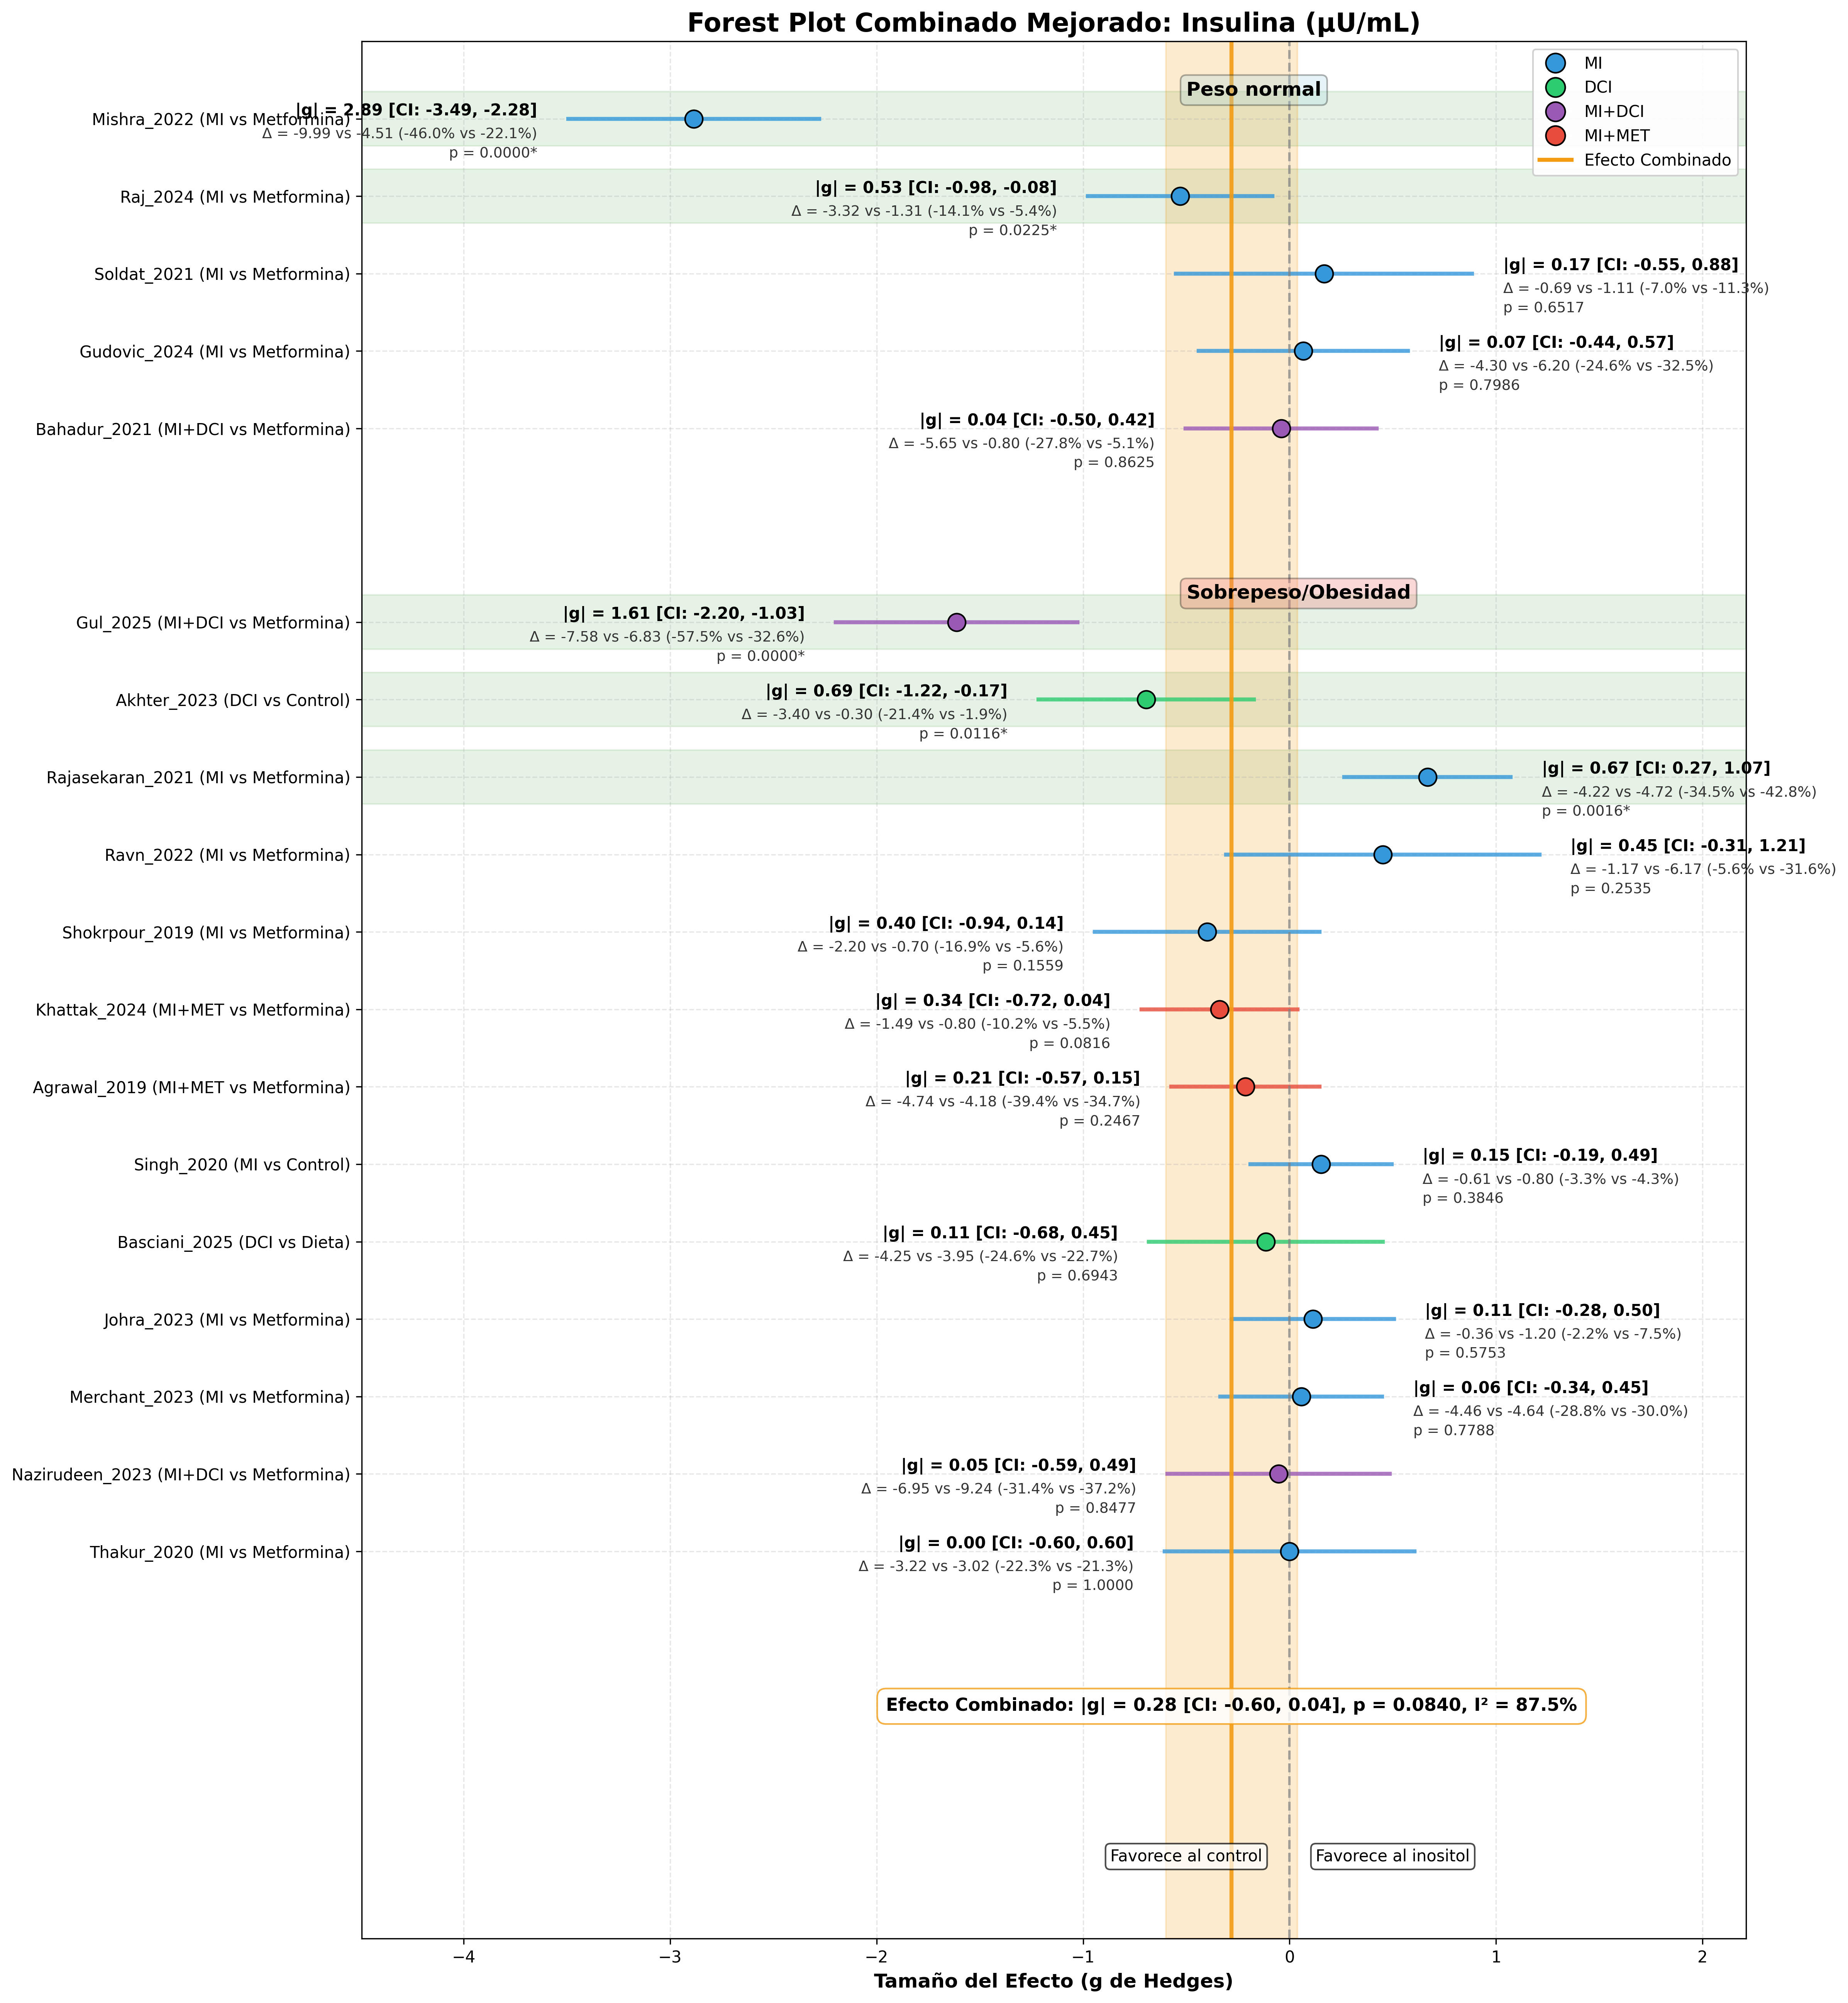 Forest Plot Combinado Mejorado: Insulina (μU/mL)
MI
DCI
MI+DCI
MI+MET
Efecto Combinado
Peso normal
Mishra_2022 (MI vs Metformina)
|g| = 2.89 [CI: -3.49, -2.28]
Δ = -9.99 vs -4.51 (-46.0% vs -22.1%)
p = 0.0000*
Raj_2024 (MI vs Metformina)
|g| = 0.53 [CI: -0.98, -0.08]
Δ = -3.32 vs -1.31 (-14.1% vs -5.4%)
p = 0.0225*
Soldat_2021 (MI vs Metformina)
|g| = 0.17 [CI: -0.55, 0.88]
Δ = -0.69 vs -1.11 (-7.0% vs -11.3%)
p = 0.6517
Gudovic_2024 (MI vs Metformina)
|g| = 0.07 [CI: -0.44, 0.57]
Δ = -4.30 vs -6.20 (-24.6% vs -32.5%)
p = 0.7986
Bahadur_2021 (MI+DCI vs Metformina)
|g| = 0.04 [CI: -0.50, 0.42]
Δ = -5.65 vs -0.80 (-27.8% vs -5.1%)
p = 0.8625
Sobrepeso/Obesidad
Gul_2025 (MI+DCI vs Metformina)
|g| = 1.61 [CI: -2.20, -1.03]
Δ = -7.58 vs -6.83 (-57.5% vs -32.6%)
p = 0.0000*
Akhter_2023 (DCI vs Control)
|g| = 0.69 [CI: -1.22, -0.17]
Δ = -3.40 vs -0.30 (-21.4% vs -1.9%)
p = 0.0116*
Rajasekaran_2021 (MI vs Metformina)
|g| = 0.67 [CI: 0.27, 1.07]
Δ = -4.22 vs -4.72 (-34.5% vs -42.8%)
p = 0.0016*
Ravn_2022 (MI vs Metformina)
|g| = 0.45 [CI: -0.31, 1.21]
Δ = -1.17 vs -6.17 (-5.6% vs -31.6%)
p = 0.2535
Shokrpour_2019 (MI vs Metformina)
|g| = 0.40 [CI: -0.94, 0.14]
Δ = -2.20 vs -0.70 (-16.9% vs -5.6%)
p = 0.1559
Khattak_2024 (MI+MET vs Metformina)
|g| = 0.34 [CI: -0.72, 0.04]
Δ = -1.49 vs -0.80 (-10.2% vs -5.5%)
p = 0.0816
Agrawal_2019 (MI+MET vs Metformina)
|g| = 0.21 [CI: -0.57, 0.15]
Δ = -4.74 vs -4.18 (-39.4% vs -34.7%)
p = 0.2467
Singh_2020 (MI vs Control)
|g| = 0.15 [CI: -0.19, 0.49]
Δ = -0.61 vs -0.80 (-3.3% vs -4.3%)
p = 0.3846
Basciani_2025 (DCI vs Dieta)
|g| = 0.11 [CI: -0.68, 0.45]
Δ = -4.25 vs -3.95 (-24.6% vs -22.7%)
p = 0.6943
Johra_2023 (MI vs Metformina)
|g| = 0.11 [CI: -0.28, 0.50]
Δ = -0.36 vs -1.20 (-2.2% vs -7.5%)
p = 0.5753
Merchant_2023 (MI vs Metformina)
|g| = 0.06 [CI: -0.34, 0.45]
Δ = -4.46 vs -4.64 (-28.8% vs -30.0%)
p = 0.7788
Nazirudeen_2023 (MI+DCI vs Metformina)
|g| = 0.05 [CI: -0.59, 0.49]
Δ = -6.95 vs -9.24 (-31.4% vs -37.2%)
p = 0.8477
Thakur_2020 (MI vs Metformina)
|g| = 0.00 [CI: -0.60, 0.60]
Δ = -3.22 vs -3.02 (-22.3% vs -21.3%)
p = 1.0000
Efecto Combinado: |g| = 0.28 [CI: -0.60, 0.04], p = 0.0840, I² = 87.5%
Favorece al control
Favorece al inositol
−4 −3 −2 −1 0 1 2
Tamaño del Efecto (g de Hedges)